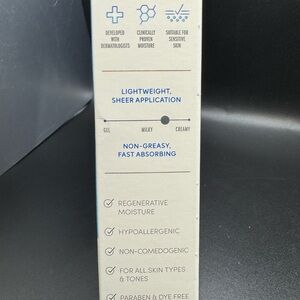 DEVELOPED WITH DERMATOLOGISTS
CLINICALLY PROVEN MOISTURE
SUITABLE FOR SENSITIVE SKIN
LIGHTWEIGHT,
SHEER APPLICATION
GEL MILKY CREAMY
NON-GREASY,
FAST ABSORBING
REGENERATIVE
MOISTURE
HYPOALLERGENIC
NON-COMEDOGENIC
FOR ALL SKIN TYPES
& TONES
PARABEN & DYE FREE